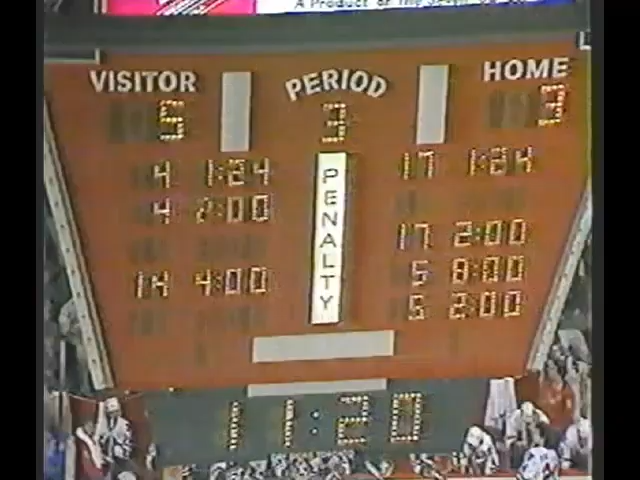 A Product of the
VISITOR PERIOD HOME
5 3 3
4 1:24 17 1:24
4 2:00
17 2:00
14 4:00 5 8:00
2:00
PENALTY
11:20